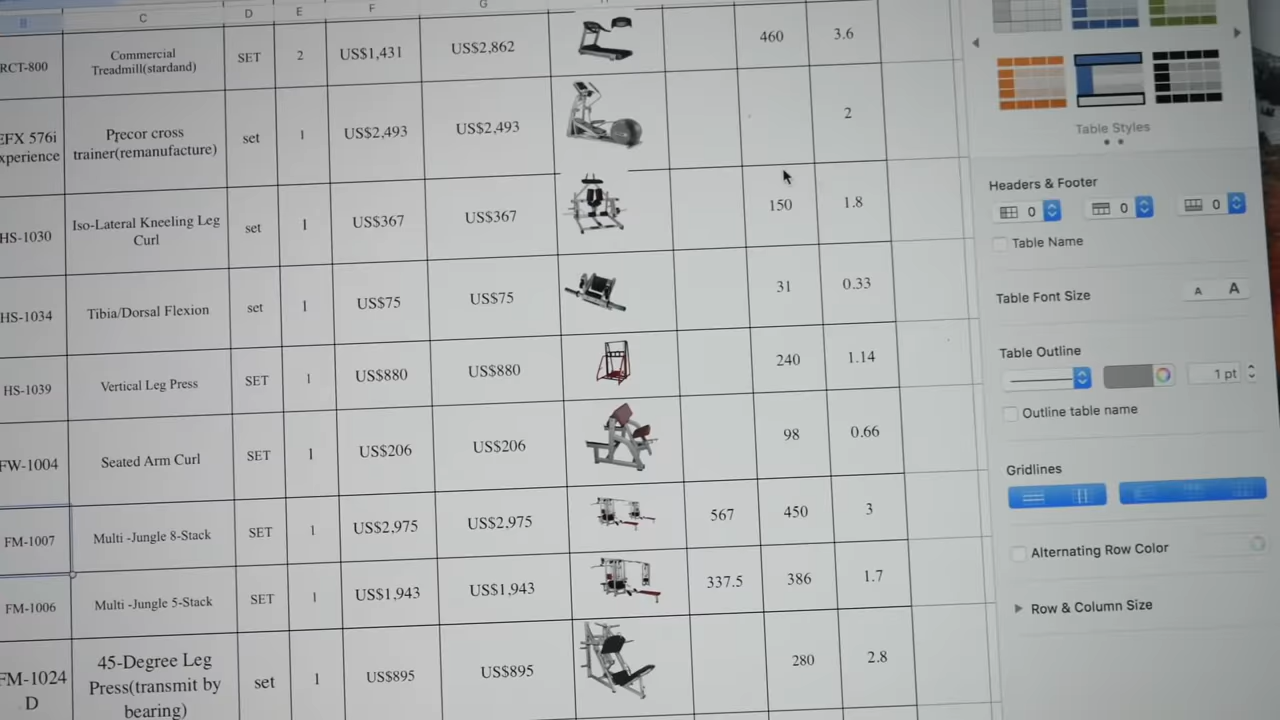 B C D E F G H
RCT-800 Commercial Treadmill(stardand) SET 2 US$1,431 US$2,862 460 3.6
EFX 576i Experience Precor cross trainer(remanufacture) set 1 US$2,493 US$2,493 2
HS-1030 Iso-Lateral Kneeling Leg Curl set 1 US$367 US$367 150 1.8
HS-1034 Tibia/Dorsal Flexion set 1 US$75 US$75 31 0.33
HS-1039 Vertical Leg Press SET 1 US$880 US$880 240 1.14
FW-1004 Seated Arm Curl SET 1 US$206 US$206 98 0.66
FM-1007 Multi -Jungle 8-Stack SET 1 US$2,975 US$2,975 567 450 3
FM-1006 Multi -Jungle 5-Stack SET 1 US$1,943 US$1,943 337.5 386 1.7
FM-1024 D 45-Degree Leg Press(transmit by bearing) set 1 US$895 US$895 280 2.8
Table Styles
Headers & Footer
0 0 0
Table Name
Table Font Size A A
Table Outline
1 pt
Outline table name
Gridlines
Alternating Row Color
Row & Column Size